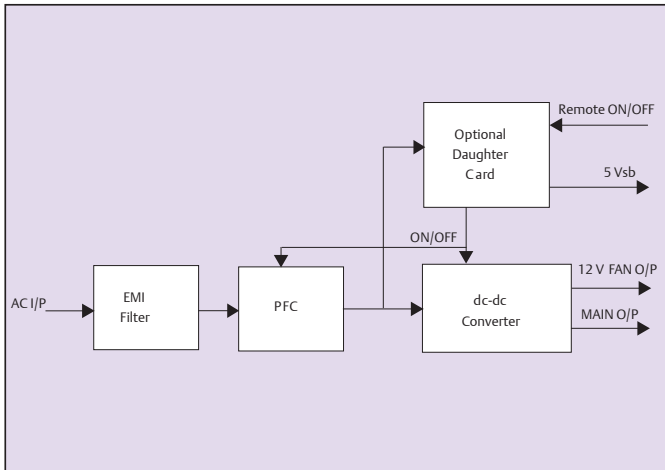 Remote ON/OFF
Optional
Daughter
Card
5 Vsb
ON/OFF
12 V FAN O/P
AC I/P
EMI
Filter
PFC
dc-dc
Converter
MAIN O/P